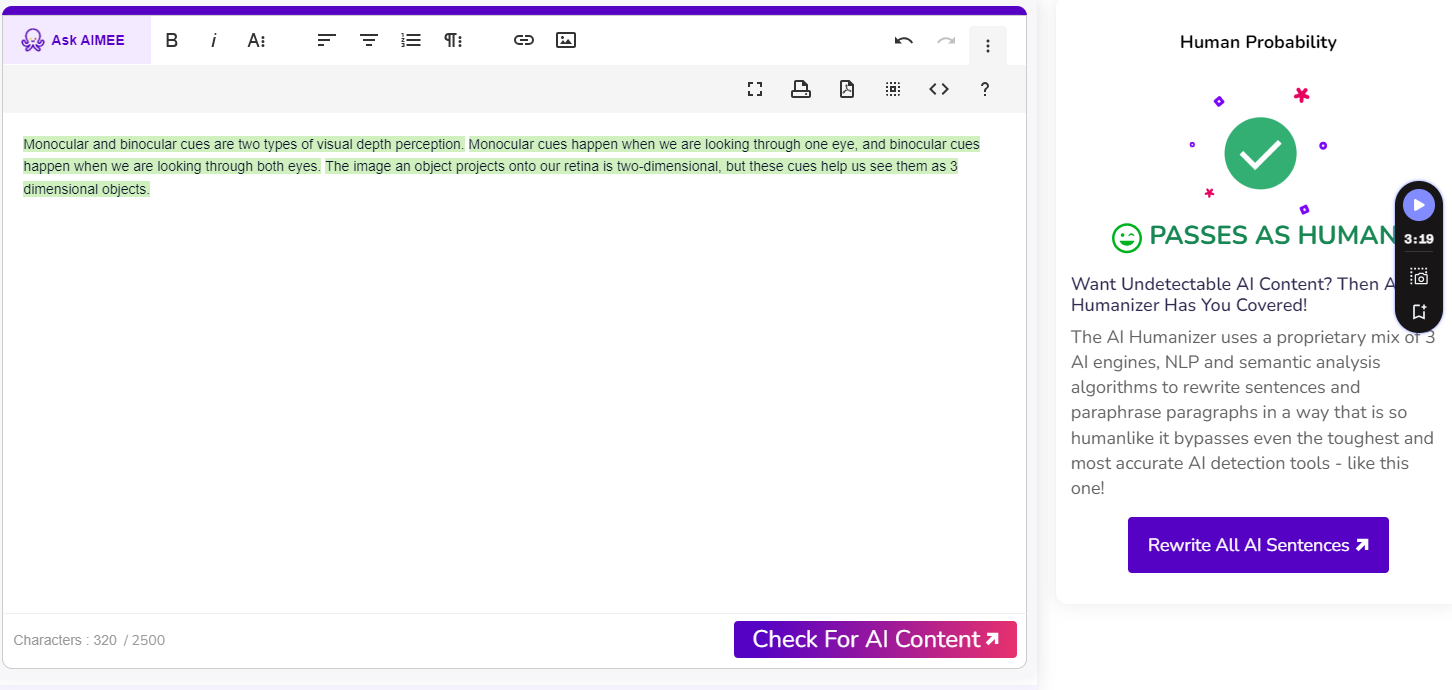 Ask AIMEE B i A
Monocular and binocular cues are two types of visual depth perception. Monocular cues happen when we are looking through one eye, and binocular cues
happen when we are looking through both eyes. The image an object projects onto our retina is two-dimensional, but these cues help us see them as 3
dimensional objects.
Characters : 320 / 2500
Check For AI Content
Human Probability
PASSES AS HUMAN
3:19
Want Undetectable AI Content? Then
Humanizer Has You Covered!
The AI Humanizer uses a proprietary mix of 3
AI engines, NLP and semantic analysis
algorithms to rewrite sentences and
paraphrase paragraphs in a way that is so
humanlike it bypasses even the toughest and
most accurate AI detection tools - like this
one!
Rewrite All AI Sentences